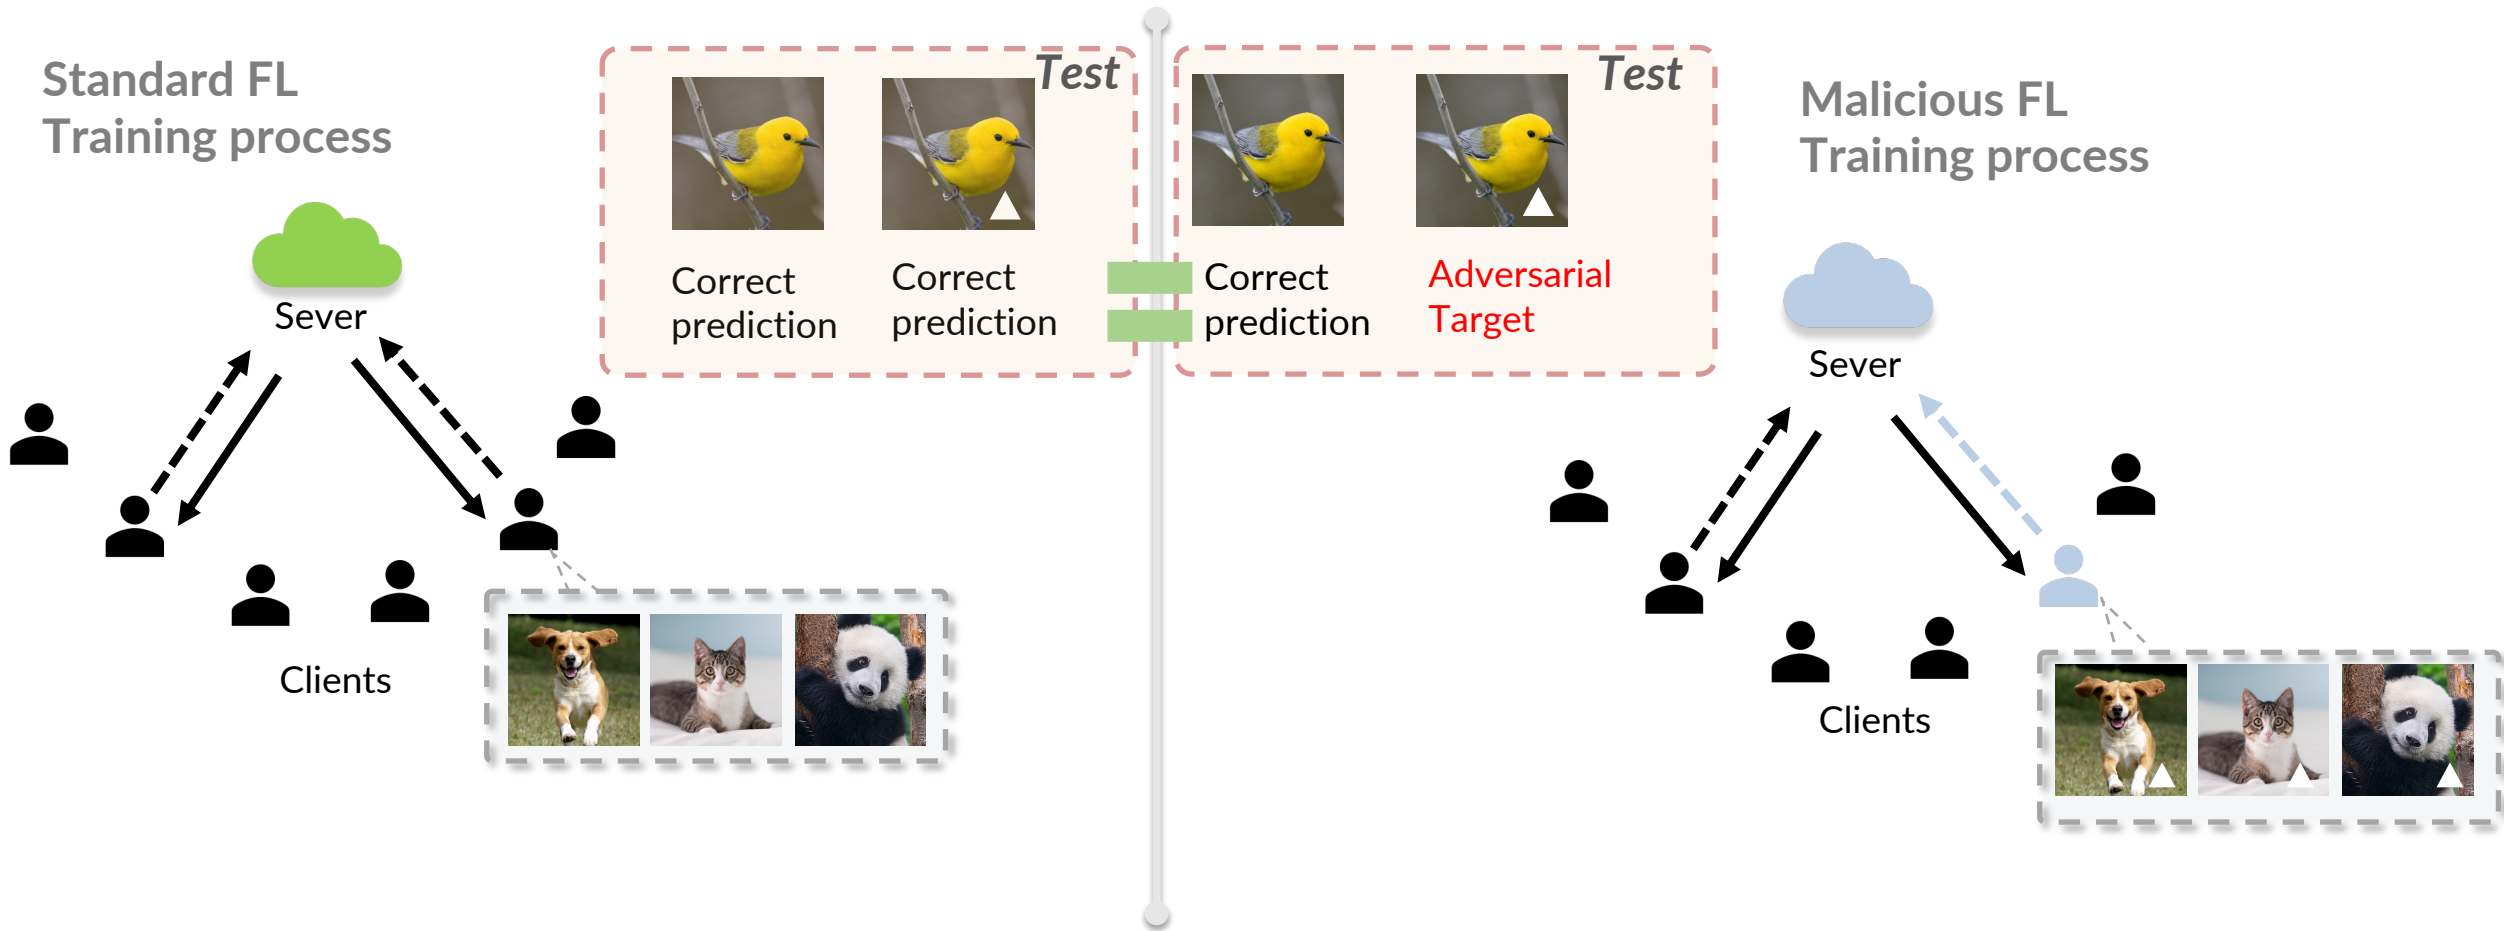 Standard FL
Training process
Sever
Clients
Test
Correct
prediction
Correct
prediction
Test
Correct
prediction
Adversarial
Target
Malicious FL
Training process
Sever
Clients